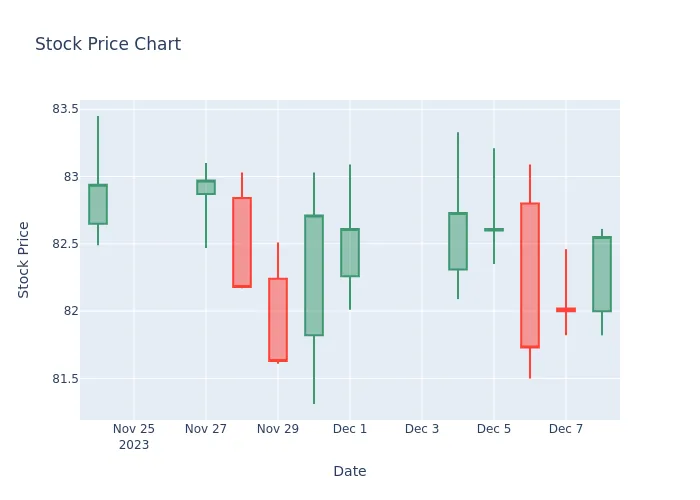 Stock Price Chart
83.5
83
82.5
82
81.5
Stock Price
Nov 25
2023
Nov 27
Nov 29
Dec 1
Dec 3
Dec 5
Dec 7
Date